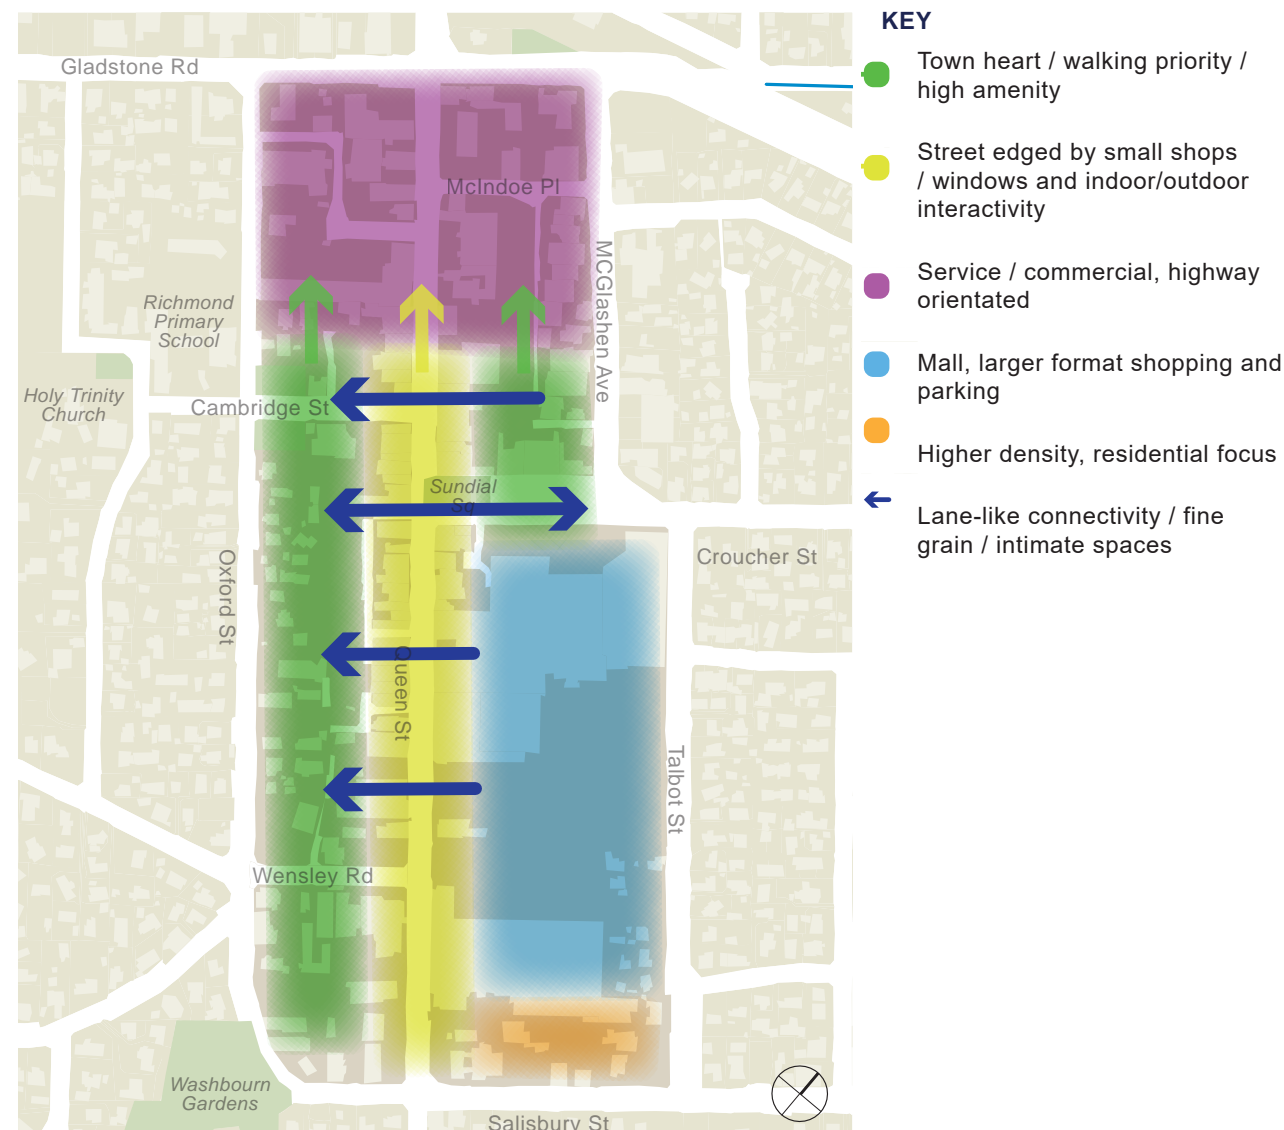 KEY
Town heart / walking priority /
high amenity
Street edged by small shops
/ windows and indoor/outdoor
interactivity
Service / commercial, highway
orientated
Mall, larger format shopping and
parking
Higher density, residential focus
Lane-like connectivity / fine
grain / intimate spaces
Gladstone Rd
McIndoe Pl
MCGlashen Ave
Richmond
Primary
School
Holy Trinity
Church
Cambridge St
Sundial
Sq
Oxford St
Croucher St
Queen St
Talbot St
Wensley Rd
Washbourn
Gardens
Salisbury St